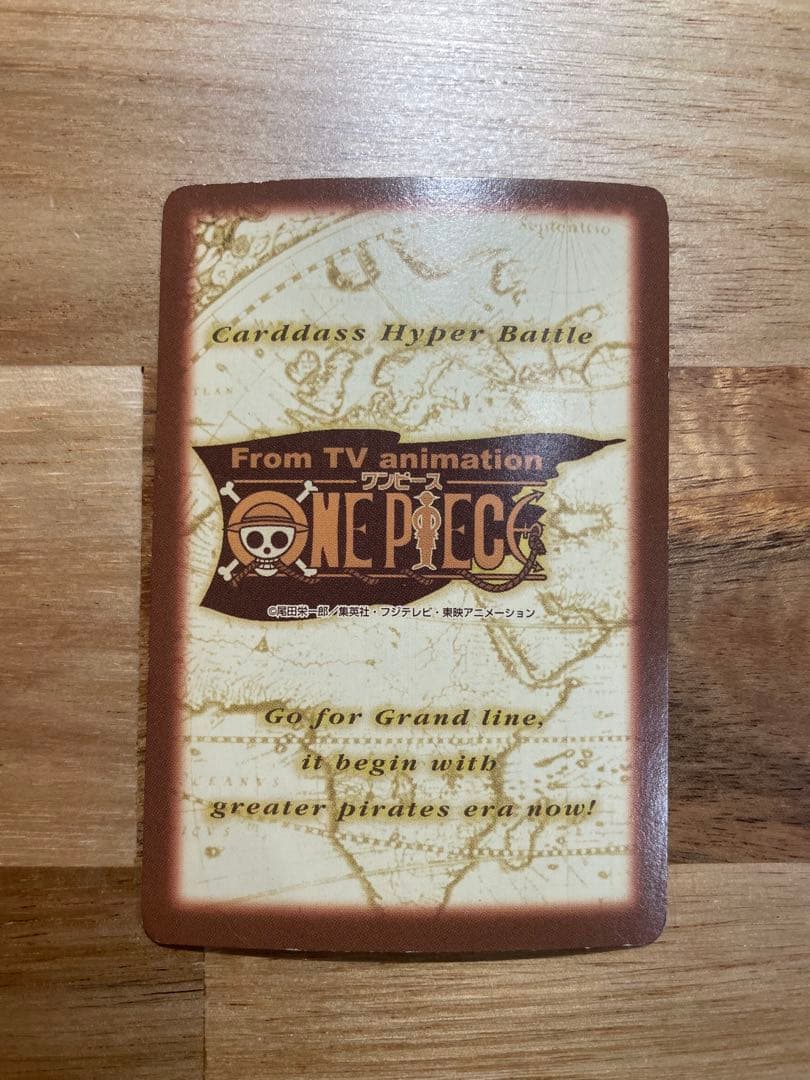 Septentrio
Carddass Hyper Battle
From TV animation
ワンピース
ONE PIECE
©尾田栄一郎／集英社・フジテレビ・東映アニメーション
Go for Grand line,
it begin with
greater pirates era now!